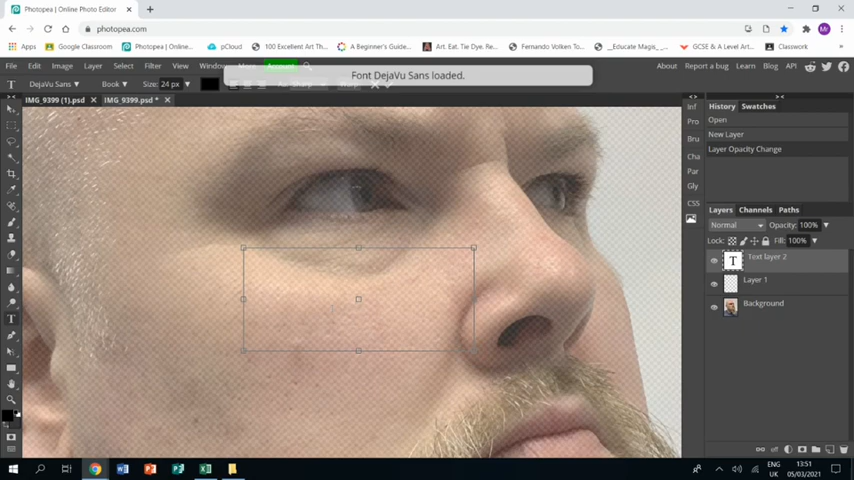 Photopea | Online Photo Editor
photopea.com
Apps
Google Classroom
Photopea | Online...
pCloud
100 Excellent Art Th...
A Beginner's Guide...
Art. Eat. Tie Dye. Re...
Fernando Volken To...
__Educate Magis_ -...
GCSE & A Level Art...
Classwork
File Edit Image Layer Select Filter View Window More Account
About Report a bug Learn Blog API
T DejaVu Sans Book Size: 24 px
Font DejaVu Sans loaded.
IMG_9399 (1).psd IMG_9399.psd *
Inf
Pro
Bru
Cha
Par
Gly
CSS
History Swatches
Open
New Layer
Layer Opacity Change
Layers Channels Paths
Normal Opacity: 100%
Lock: Fill: 100%
T Text layer 2
Layer 1
Background
ENG
UK
13:51
05/03/2021